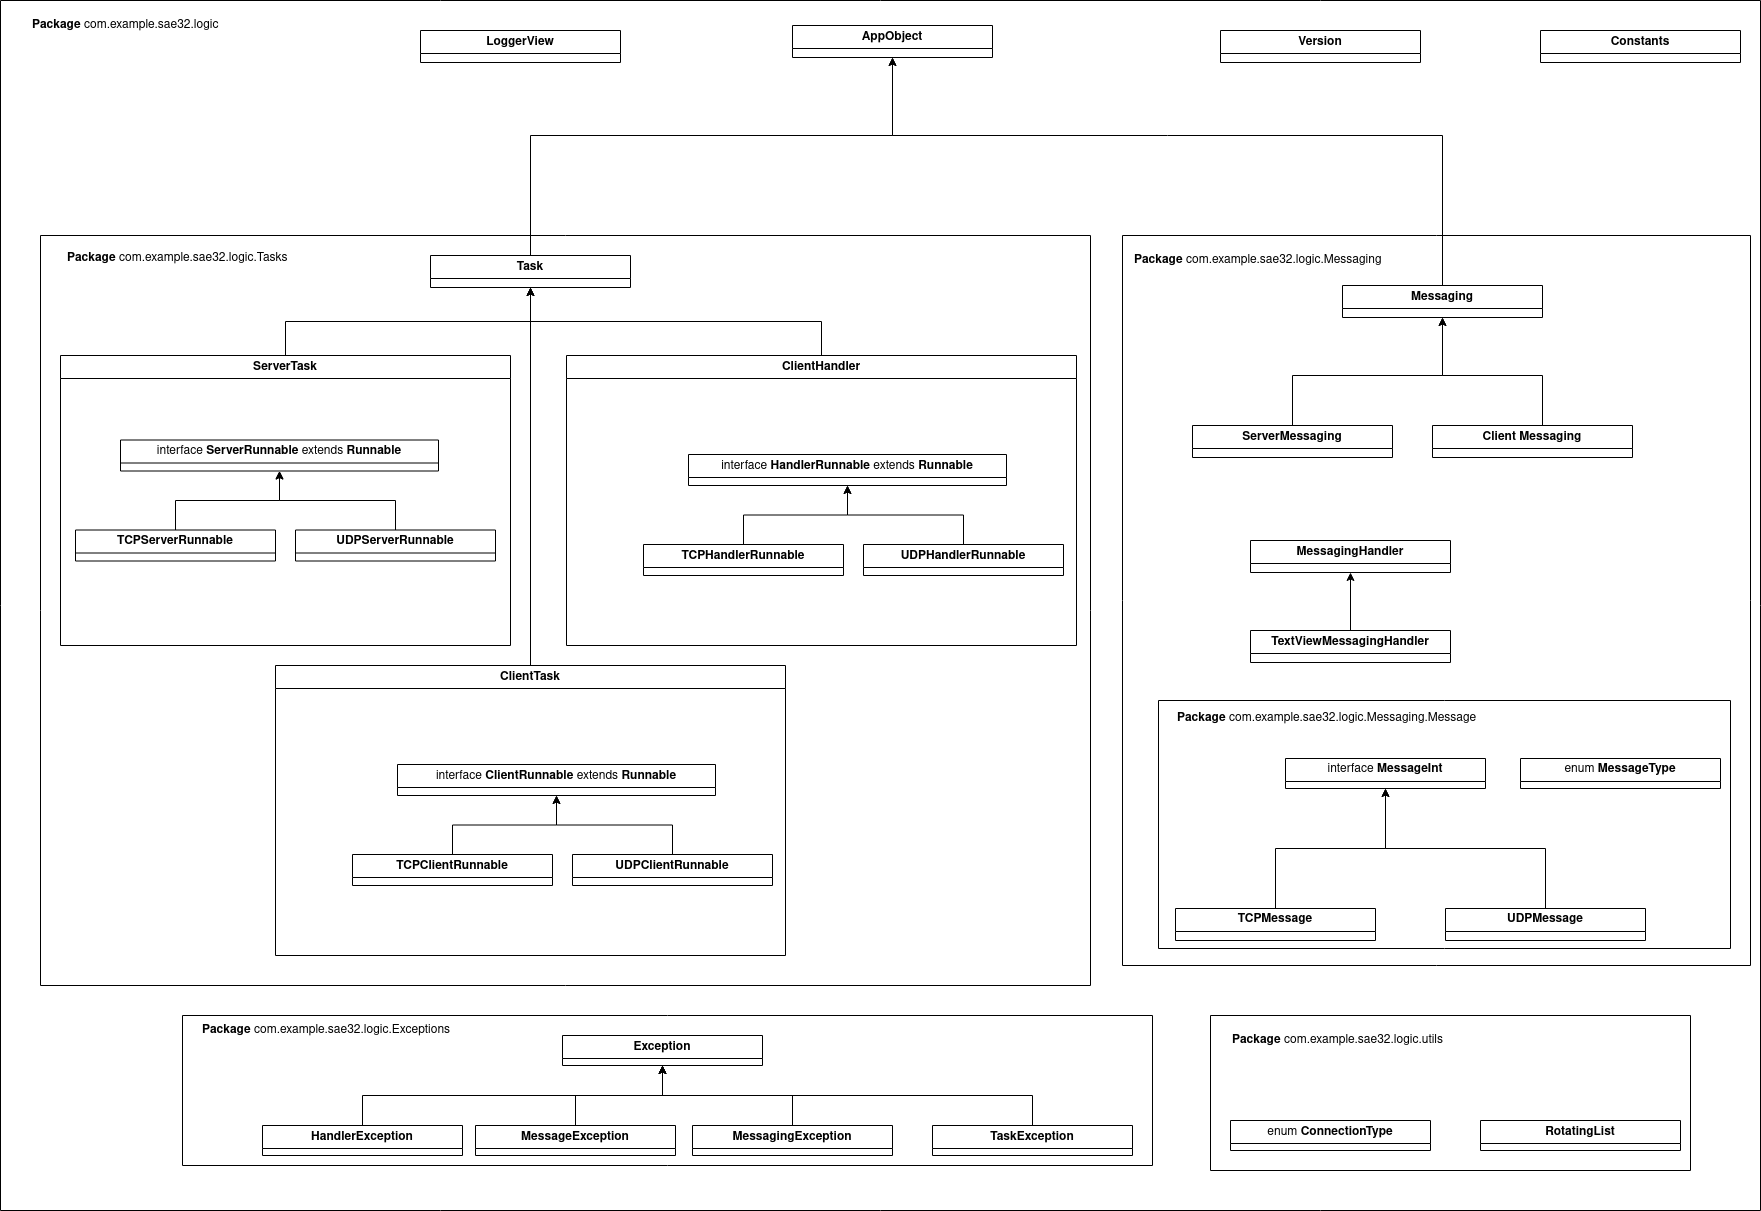 Package com.example.sae32.logic
LoggerView
AppObject
Version
Constants
Package com.example.sae32.logic.Tasks
Task
ServerTask
interface ServerRunnable extends Runnable
TCPServerRunnable
UDPServerRunnable
ClientHandler
interface HandlerRunnable extends Runnable
TCPHandlerRunnable
UDPHandlerRunnable
ClientTask
interface ClientRunnable extends Runnable
TCPClientRunnable
UDPClientRunnable
Package com.example.sae32.logic.Messaging
Messaging
ServerMessaging
Client Messaging
MessagingHandler
TextViewMessagingHandler
Package com.example.sae32.logic.Messaging.Message
interface MessageInt
enum MessageType
TCPMessage
UDPMessage
Package com.example.sae32.logic.Exceptions
Exception
HandlerException
MessageException
MessagingException
TaskException
Package com.example.sae32.logic.utils
enum ConnectionType
RotatingList